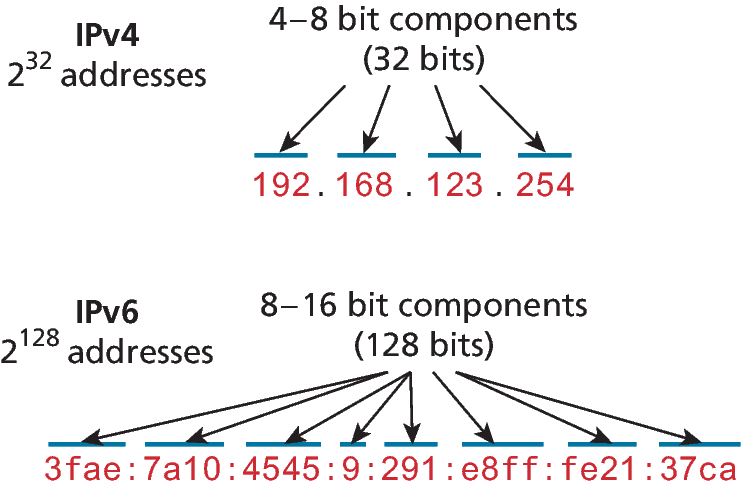 IPv4
2^32 addresses
4–8 bit components
(32 bits)
192.168.123.254
IPv6
2^128 addresses
8–16 bit components
(128 bits)
3fae:7a10:4545:9:291:e8ff:fe21:37ca